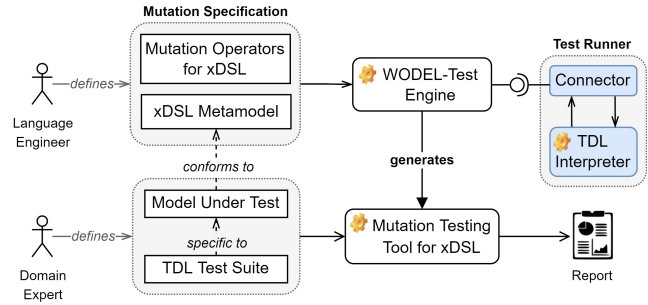 Mutation Specification
Mutation Operators
for xDSL
xDSL Metamodel
defines
Language
Engineer
WODEL-Test
Engine
Test Runner
Connector
TDL
Interpreter
conforms to
generates
Model Under Test
specific to
TDL Test Suite
defines
Domain
Expert
Mutation Testing
Tool for xDSL
Report